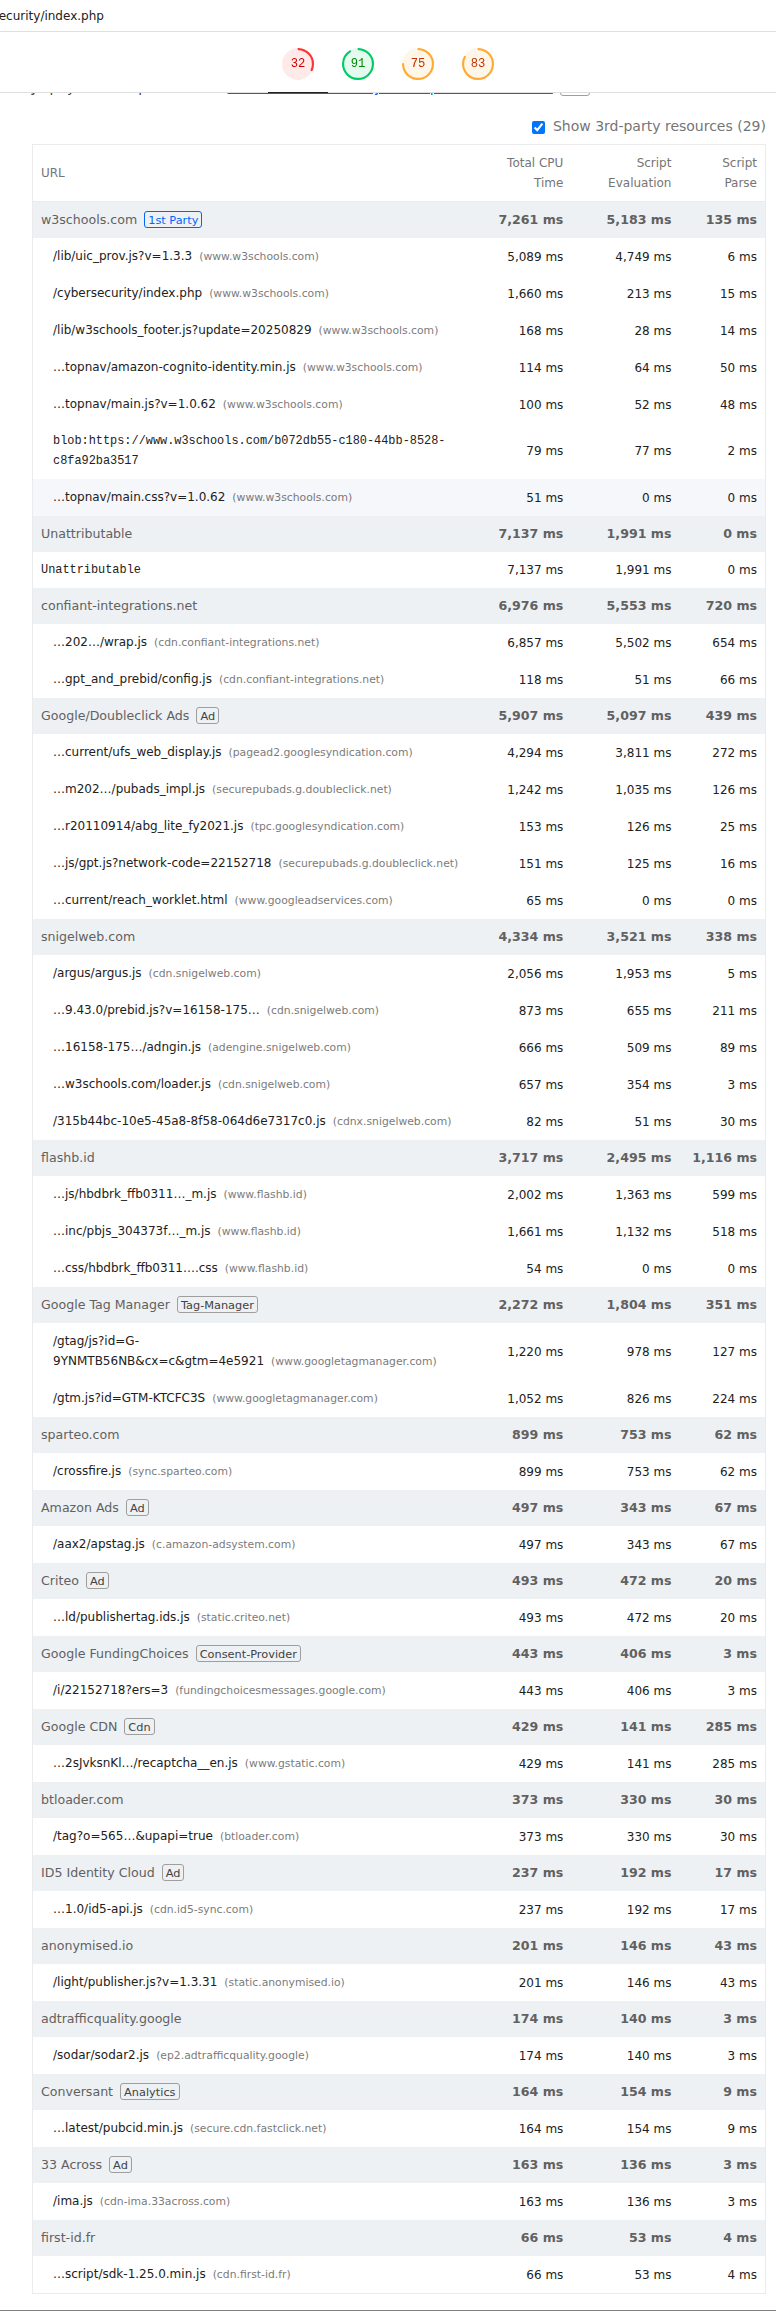 ecurity/index.php
32 91 75 83
Show 3rd-party resources (29)
URL Total CPU Time Script Evaluation Script Parse
w3schools.com 1st Party 7,261 ms 5,183 ms 135 ms
/lib/uic_prov.js?v=1.3.3 (www.w3schools.com) 5,089 ms 4,749 ms 6 ms
/cybersecurity/index.php (www.w3schools.com) 1,660 ms 213 ms 15 ms
/lib/w3schools_footer.js?update=20250829 (www.w3schools.com) 168 ms 28 ms 14 ms
…topnav/amazon-cognito-identity.min.js (www.w3schools.com) 114 ms 64 ms 50 ms
…topnav/main.js?v=1.0.62 (www.w3schools.com) 100 ms 52 ms 48 ms
blob:https://www.w3schools.com/b072db55-c180-44bb-8528-
c8fa92ba3517 79 ms 77 ms 2 ms
…topnav/main.css?v=1.0.62 (www.w3schools.com) 51 ms 0 ms 0 ms
Unattributable 7,137 ms 1,991 ms 0 ms
Unattributable 7,137 ms 1,991 ms 0 ms
confiant-integrations.net 6,976 ms 5,553 ms 720 ms
…202…/wrap.js (cdn.confiant-integrations.net) 6,857 ms 5,502 ms 654 ms
…gpt_and_prebid/config.js (cdn.confiant-integrations.net) 118 ms 51 ms 66 ms
Google/Doubleclick Ads Ad 5,907 ms 5,097 ms 439 ms
…current/ufs_web_display.js (pagead2.googlesyndication.com) 4,294 ms 3,811 ms 272 ms
…m202…/pubads_impl.js (securepubads.g.doubleclick.net) 1,242 ms 1,035 ms 126 ms
…r20110914/abg_lite_fy2021.js (tpc.googlesyndication.com) 153 ms 126 ms 25 ms
…js/gpt.js?network-code=22152718 (securepubads.g.doubleclick.net) 151 ms 125 ms 16 ms
…current/reach_worklet.html (www.googleadservices.com) 65 ms 0 ms 0 ms
snigelweb.com 4,334 ms 3,521 ms 338 ms
/argus/argus.js (cdn.snigelweb.com) 2,056 ms 1,953 ms 5 ms
…9.43.0/prebid.js?v=16158-175… (cdn.snigelweb.com) 873 ms 655 ms 211 ms
…16158-175…/adngin.js (adengine.snigelweb.com) 666 ms 509 ms 89 ms
…w3schools.com/loader.js (cdn.snigelweb.com) 657 ms 354 ms 3 ms
/315b44bc-10e5-45a8-8f58-064d6e7317c0.js (cdnx.snigelweb.com) 82 ms 51 ms 30 ms
flashb.id 3,717 ms 2,495 ms 1,116 ms
…js/hbdbrk_ffb0311…_m.js (www.flashb.id) 2,002 ms 1,363 ms 599 ms
…inc/pbjs_304373f…_m.js (www.flashb.id) 1,661 ms 1,132 ms 518 ms
…css/hbdbrk_ffb0311….css (www.flashb.id) 54 ms 0 ms 0 ms
Google Tag Manager Tag-Manager 2,272 ms 1,804 ms 351 ms
/gtag/js?id=G-
9YNMTB56NB&cx=c&gtm=4e5921 (www.googletagmanager.com) 1,220 ms 978 ms 127 ms
/gtm.js?id=GTM-KTCFC3S (www.googletagmanager.com) 1,052 ms 826 ms 224 ms
sparteo.com 899 ms 753 ms 62 ms
/crossfire.js (sync.sparteo.com) 899 ms 753 ms 62 ms
Amazon Ads Ad 497 ms 343 ms 67 ms
/aax2/apstag.js (c.amazon-adsystem.com) 497 ms 343 ms 67 ms
Criteo Ad 493 ms 472 ms 20 ms
…ld/publishertag.ids.js (static.criteo.net) 493 ms 472 ms 20 ms
Google FundingChoices Consent-Provider 443 ms 406 ms 3 ms
/i/22152718?ers=3 (fundingchoicesmessages.google.com) 443 ms 406 ms 3 ms
Google CDN Cdn 429 ms 141 ms 285 ms
…2sJvksnKl…/recaptcha__en.js (www.gstatic.com) 429 ms 141 ms 285 ms
btloader.com 373 ms 330 ms 30 ms
/tag?o=565…&upapi=true (btloader.com) 373 ms 330 ms 30 ms
ID5 Identity Cloud Ad 237 ms 192 ms 17 ms
…1.0/id5-api.js (cdn.id5-sync.com) 237 ms 192 ms 17 ms
anonymised.io 201 ms 146 ms 43 ms
/light/publisher.js?v=1.3.31 (static.anonymised.io) 201 ms 146 ms 43 ms
adtrafficquality.google 174 ms 140 ms 3 ms
/sodar/sodar2.js (ep2.adtrafficquality.google) 174 ms 140 ms 3 ms
Conversant Analytics 164 ms 154 ms 9 ms
…latest/pubcid.min.js (secure.cdn.fastclick.net) 164 ms 154 ms 9 ms
33 Across Ad 163 ms 136 ms 3 ms
/ima.js (cdn-ima.33across.com) 163 ms 136 ms 3 ms
first-id.fr 66 ms 53 ms 4 ms
…script/sdk-1.25.0.min.js (cdn.first-id.fr) 66 ms 53 ms 4 ms